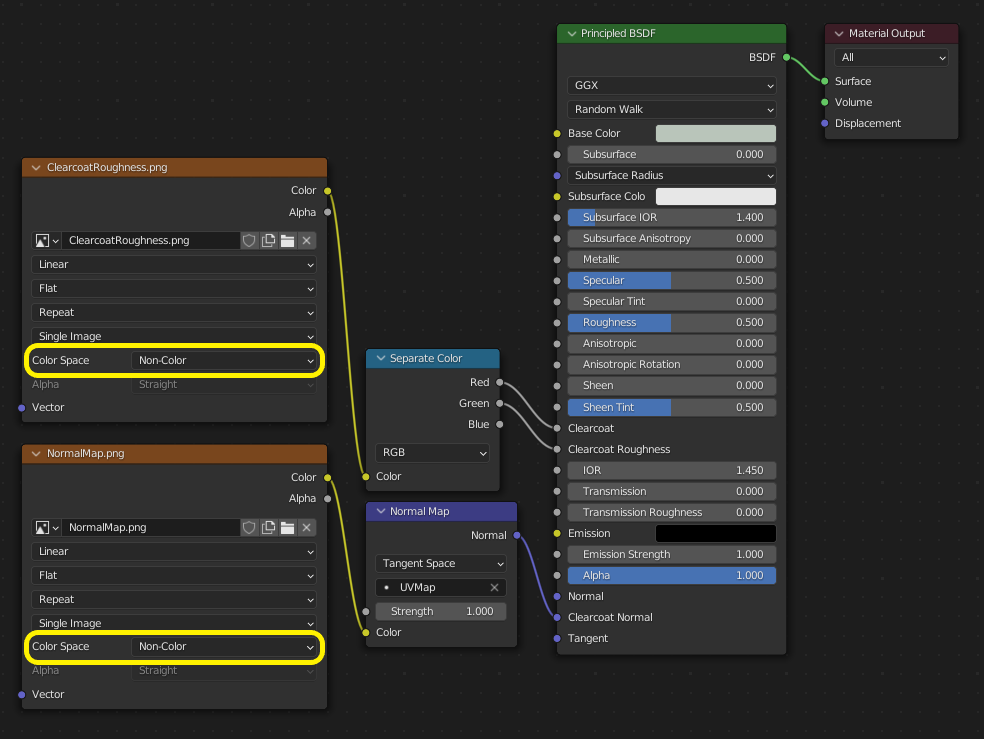 ClearcoatRoughness.png
Color
Alpha
ClearcoatRoughness.png
Linear
Flat
Repeat
Single Image
Color Space Non-Color
Alpha Straight
Vector
NormalMap.png
Color
Alpha
NormalMap.png
Linear
Flat
Repeat
Single Image
Color Space Non-Color
Alpha Straight
Vector
Separate Color
Red
Green
Blue
RGB
Color
Normal Map
Normal
Tangent Space
UVMap
Strength 1.000
Color
Principled BSDF
BSDF
GGX
Random Walk
Base Color
Subsurface 0.000
Subsurface Radius
Subsurface Colo
Subsurface IOR 1.400
Subsurface Anisotropy 0.000
Metallic 0.000
Specular 0.500
Specular Tint 0.000
Roughness 0.500
Anisotropic 0.000
Anisotropic Rotation 0.000
Sheen 0.000
Sheen Tint 0.500
Clearcoat
Clearcoat Roughness
IOR 1.450
Transmission 0.000
Transmission Roughness 0.000
Emission
Emission Strength 1.000
Alpha 1.000
Normal
Clearcoat Normal
Tangent
Material Output
All
Surface
Volume
Displacement